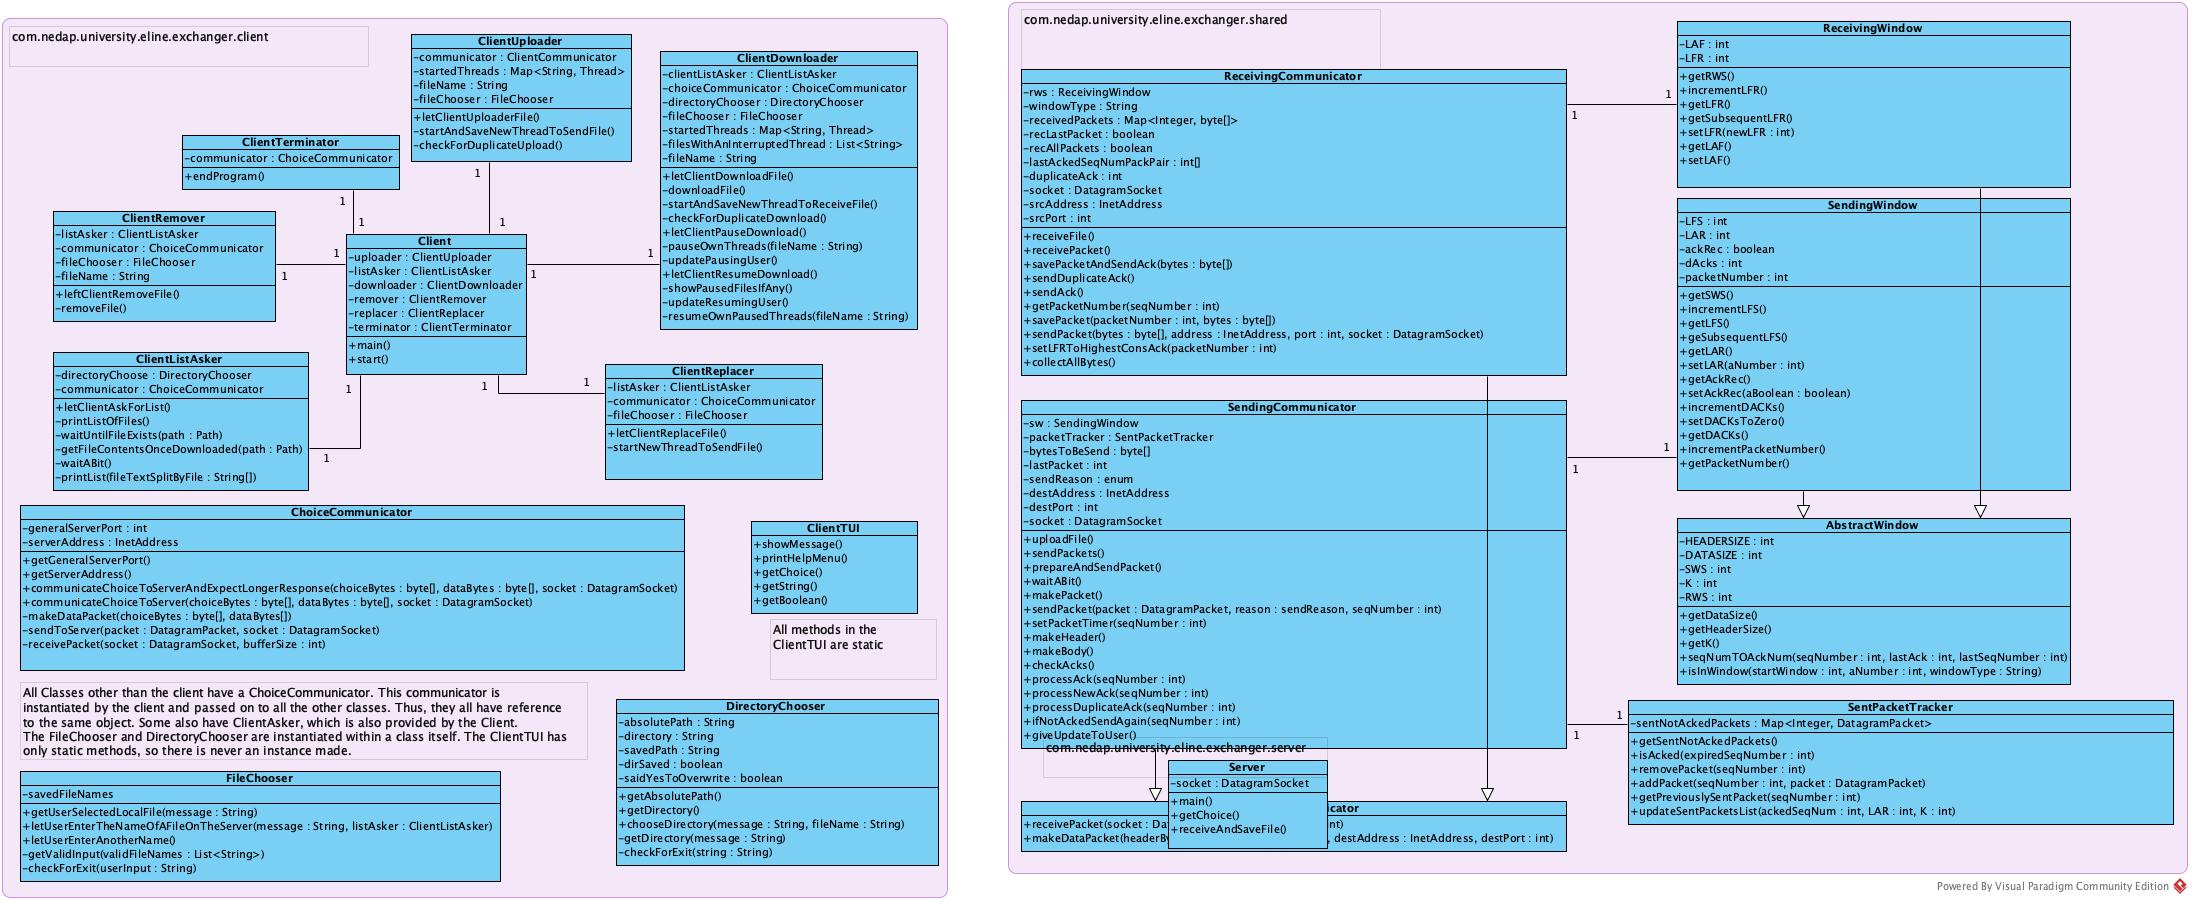 com.nedap.university.eline.exchanger.client
ClientUploader
-communicator : ClientCommunicator
-startedThreads : Map<String, Thread>
-fileName : String
-fileChooser : FileChooser
+letClientUploaderFile()
-startAndSaveNewThreadToSendFile()
-checkForDuplicateUpload()
ClientDownloader
-clientListAsker : ClientListAsker
-choiceCommunicator : ChoiceCommunicator
-directoryChooser : DirectoryChooser
-fileChooser : FileChooser
-startedThreads : Map<String, Thread>
-filesWithAnInterruptedThread : List<String>
-fileName : String
+letClientDownloadFile()
-downloadFile()
-startAndSaveNewThreadToReceiveFile()
-checkForDuplicateDownload()
+letClientPauseDownload()
-pauseOwnThreads(fileName : String)
-updatePausingUser()
+letClientResumeDownload()
-showPausedFilesIfAny()
-updateResumingUser()
-resumeOwnPausedThreads(fileName : String)
ClientTerminator
-communicator : ChoiceCommunicator
+endProgram()
1
1
1
1
ClientRemover
-listAsker : ClientListAsker
-communicator : ChoiceCommunicator
-fileChooser : FileChooser
-fileName : String
+leftClientRemoveFile()
-removeFile()
1
1
Client
-uploader : ClientUploader
-listAsker : ClientListAsker
-downloader : ClientDownloader
-remover : ClientRemover
-replacer : ClientReplacer
-terminator : ClientTerminator
+main()
+start()
1
1
ClientListAsker
-directoryChoose : DirectoryChooser
-communicator : ChoiceCommunicator
+letClientAskForList()
-printListOfFiles()
-waitUntilFileExists(path : Path)
-getFileContentsOnceDownloaded(path : Path)
-waitABit()
-printList(fileTextSplitByFile : String[])
1
1
1
1
ClientReplacer
-listAsker : ClientListAsker
-communicator : ChoiceCommunicator
-fileChooser : FileChooser
+letClientReplaceFile()
-startNewThreadToSendFile()
ChoiceCommunicator
-generalServerPort : int
-serverAddress : InetAddress
+getGeneralServerPort()
+getServerAddress()
+communicateChoiceToServerAndExpectLongerResponse(choiceBytes : byte[], dataBytes : byte[], socket : DatagramSocket)
+communicateChoiceToServer(choiceBytes : byte[], dataBytes : byte[], socket : DatagramSocket)
-makeDataPacket(choiceBytes : byte[], dataBytes[])
-sendToServer(packet : DatagramPacket, socket : DatagramSocket)
-receivePacket(socket : DatagramSocket, bufferSize : int)
ClientTUI
+showMessage()
+printHelpMenu()
+getChoice()
+getString()
+getBoolean()
All methods in the
ClientTUI are static
All Classes other than the client have a ChoiceCommunicator. This communicator is
instantiated by the client and passed on to all the other classes. Thus, they all have reference
to the same object. Some also have ClientAsker, which is also provided by the Client.
The FileChooser and DirectoryChooser are instantiated within a class itself. The ClientTUI has
only static methods, so there is never an instance made.
DirectoryChooser
-absolutePath : String
-directory : String
-savedPath : String
-dirSaved : boolean
-saidYesToOverwrite : boolean
+getAbsolutePath()
+getDirectory()
+chooseDirectory(message : String, fileName : String)
-getDirectory(message : String)
-checkForExit(string : String)
FileChooser
-savedFileNames
+getUserSelectedLocalFile(message : String)
+letUserEnterTheNameOfAFileOnTheServer(message : String, listAsker : ClientListAsker)
+letUserEnterAnotherName()
-getValidInput(validFileNames : List<String>)
-checkForExit(userInput : String)
com.nedap.university.eline.exchanger.shared
ReceivingCommunicator
-rws : ReceivingWindow
-windowType : String
-receivedPackets : Map<Integer, byte[]>
-recLastPacket : boolean
-recAllPackets : boolean
-lastAckedSeqNumPackPair : int[]
-duplicateAck : int
-socket : DatagramSocket
-srcAddress : InetAddress
-srcPort : int
+receiveFile()
+receivePacket()
+savePacketAndSendAck(bytes : byte[])
+sendDuplicateAck()
+sendAck()
+getPacketNumber(seqNumber : int)
+savePacket(packetNumber : int, bytes : byte[])
+sendPacket(bytes : byte[], address : InetAddress, port : int, socket : DatagramSocket)
+setLFRToHighestConsAck(packetNumber : int)
+collectAllBytes()
1
1
ReceivingWindow
-LAF : int
-LFR : int
+getRWS()
+incrementLFR()
+getLFR()
+getSubsequentLFR()
+setLFR(newLFR : int)
+getLAF()
+setLAF()
SendingWindow
-LFS : int
-LAR : int
-ackRec : boolean
-dAcks : int
-packetNumber : int
+getSWS()
+incrementLFS()
+getLFS()
+geSubsequentLFS()
+getLAR()
+setLAR(aNumber : int)
+getAckRec()
+setAckRec(aBoolean : boolean)
+incrementDACKs()
+setDACKsToZero()
+getDACKs()
+incrementPacketNumber()
+getPacketNumber()
SendingCommunicator
-sw : SendingWindow
-packetTracker : SentPacketTracker
-bytesToBeSend : byte[]
-lastPacket : int
-sendReason : enum
-destAddress : InetAddress
-destPort : int
-socket : DatagramSocket
+uploadFile()
+sendPackets()
+prepareAndSendPacket()
+waitABit()
+makePacket()
+sendPacket(packet : DatagramPacket, reason : sendReason, seqNumber : int)
+setPacketTimer(seqNumber : int)
+makeHeader()
+makeBody()
+checkAcks()
+processAck(seqNumber : int)
+processNewAck(seqNumber : int)
+processDuplicateAck(seqNumber : int)
+ifNotAckedSendAgain(seqNumber : int)
+giveUpdateToUser()
1
1
AbstractWindow
-HEADERSIZE : int
-DATASIZE : int
-SWS : int
-K : int
-RWS : int
+getDataSize()
+getHeaderSize()
+getK()
+seqNumTOAckNum(seqNumber : int, lastAck : int, lastSeqNumber : int)
+isInWindow(startWindow : int, aNumber : int, windowType : String)
1
1
SentPacketTracker
-sentNotAckedPackets : Map<Integer, DatagramPacket>
+getSentNotAckedPackets()
+isAcked(expiredSeqNumber : int)
+removePacket(seqNumber : int)
+addPacket(seqNumber : int, packet : DatagramPacket)
+getPreviouslySentPacket(seqNumber : int)
+updateSentPacketsList(ackedSeqNum : int, LAR : int, K : int)
com.nedap.university.eline.exchanger.server
Server
-socket : DatagramSocket
+main()
+getChoice()
+receiveAndSaveFile()
+receivePacket(socket :
+makeDataPacket(
, destAddress : InetAddress, destPort : int)
Powered By Visual Paradigm Community Edition